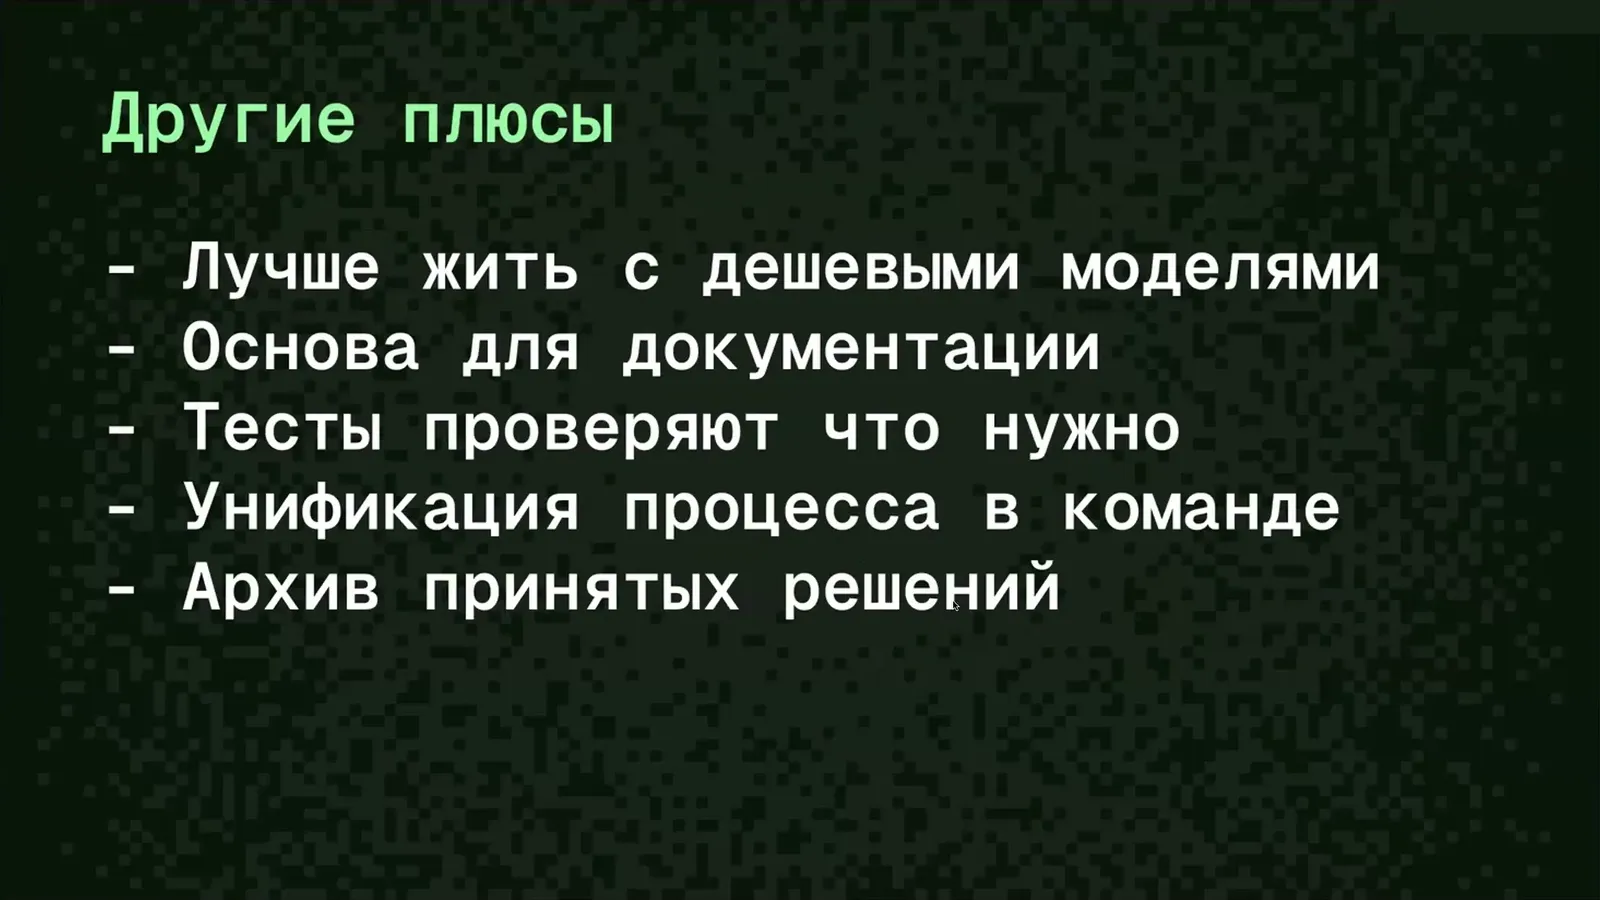 Другие плюсы
- Лучше жить с дешевыми моделями
- Основа для документации
- Тесты проверяют что нужно
- Унификация процесса в команде
- Архив принятых решений